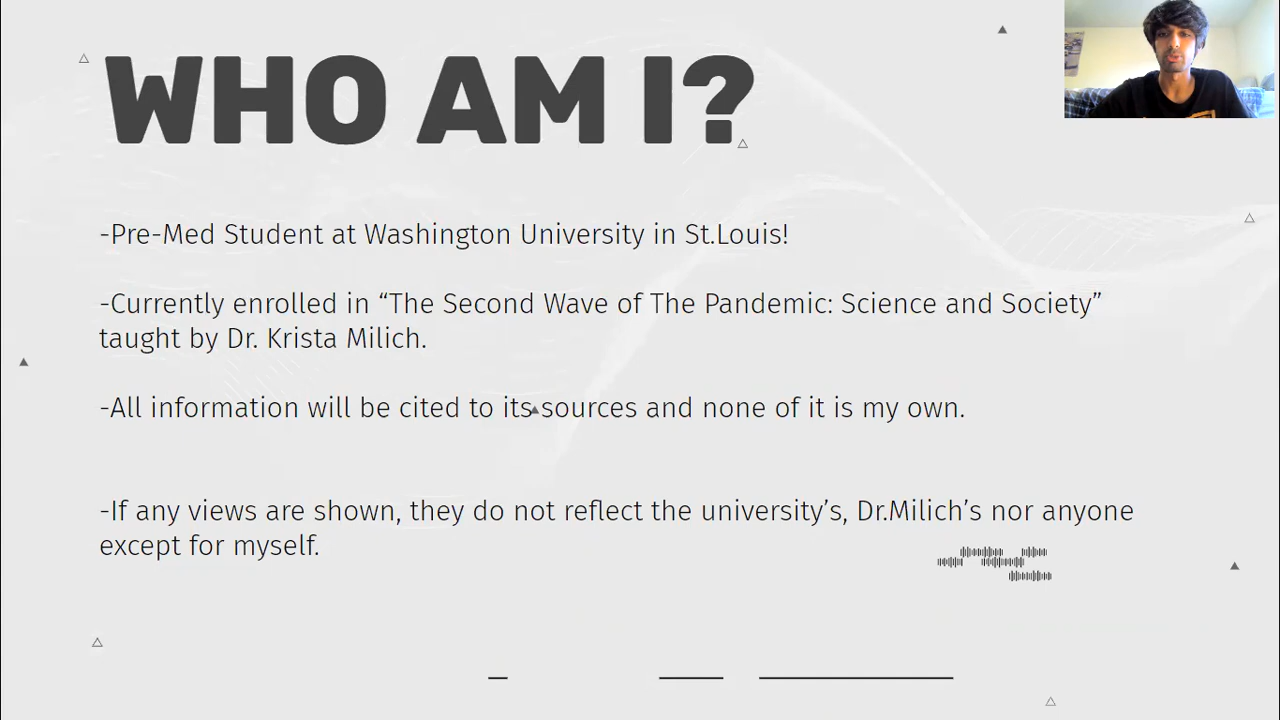 WHO AM I?
-Pre-Med Student at Washington University in St.Louis!
-Currently enrolled in “The Second Wave of The Pandemic: Science and Society”
taught by Dr. Krista Milich.
-All information will be cited to its sources and none of it is my own.
-If any views are shown, they do not reflect the university’s, Dr.Milich’s nor anyone
except for myself.